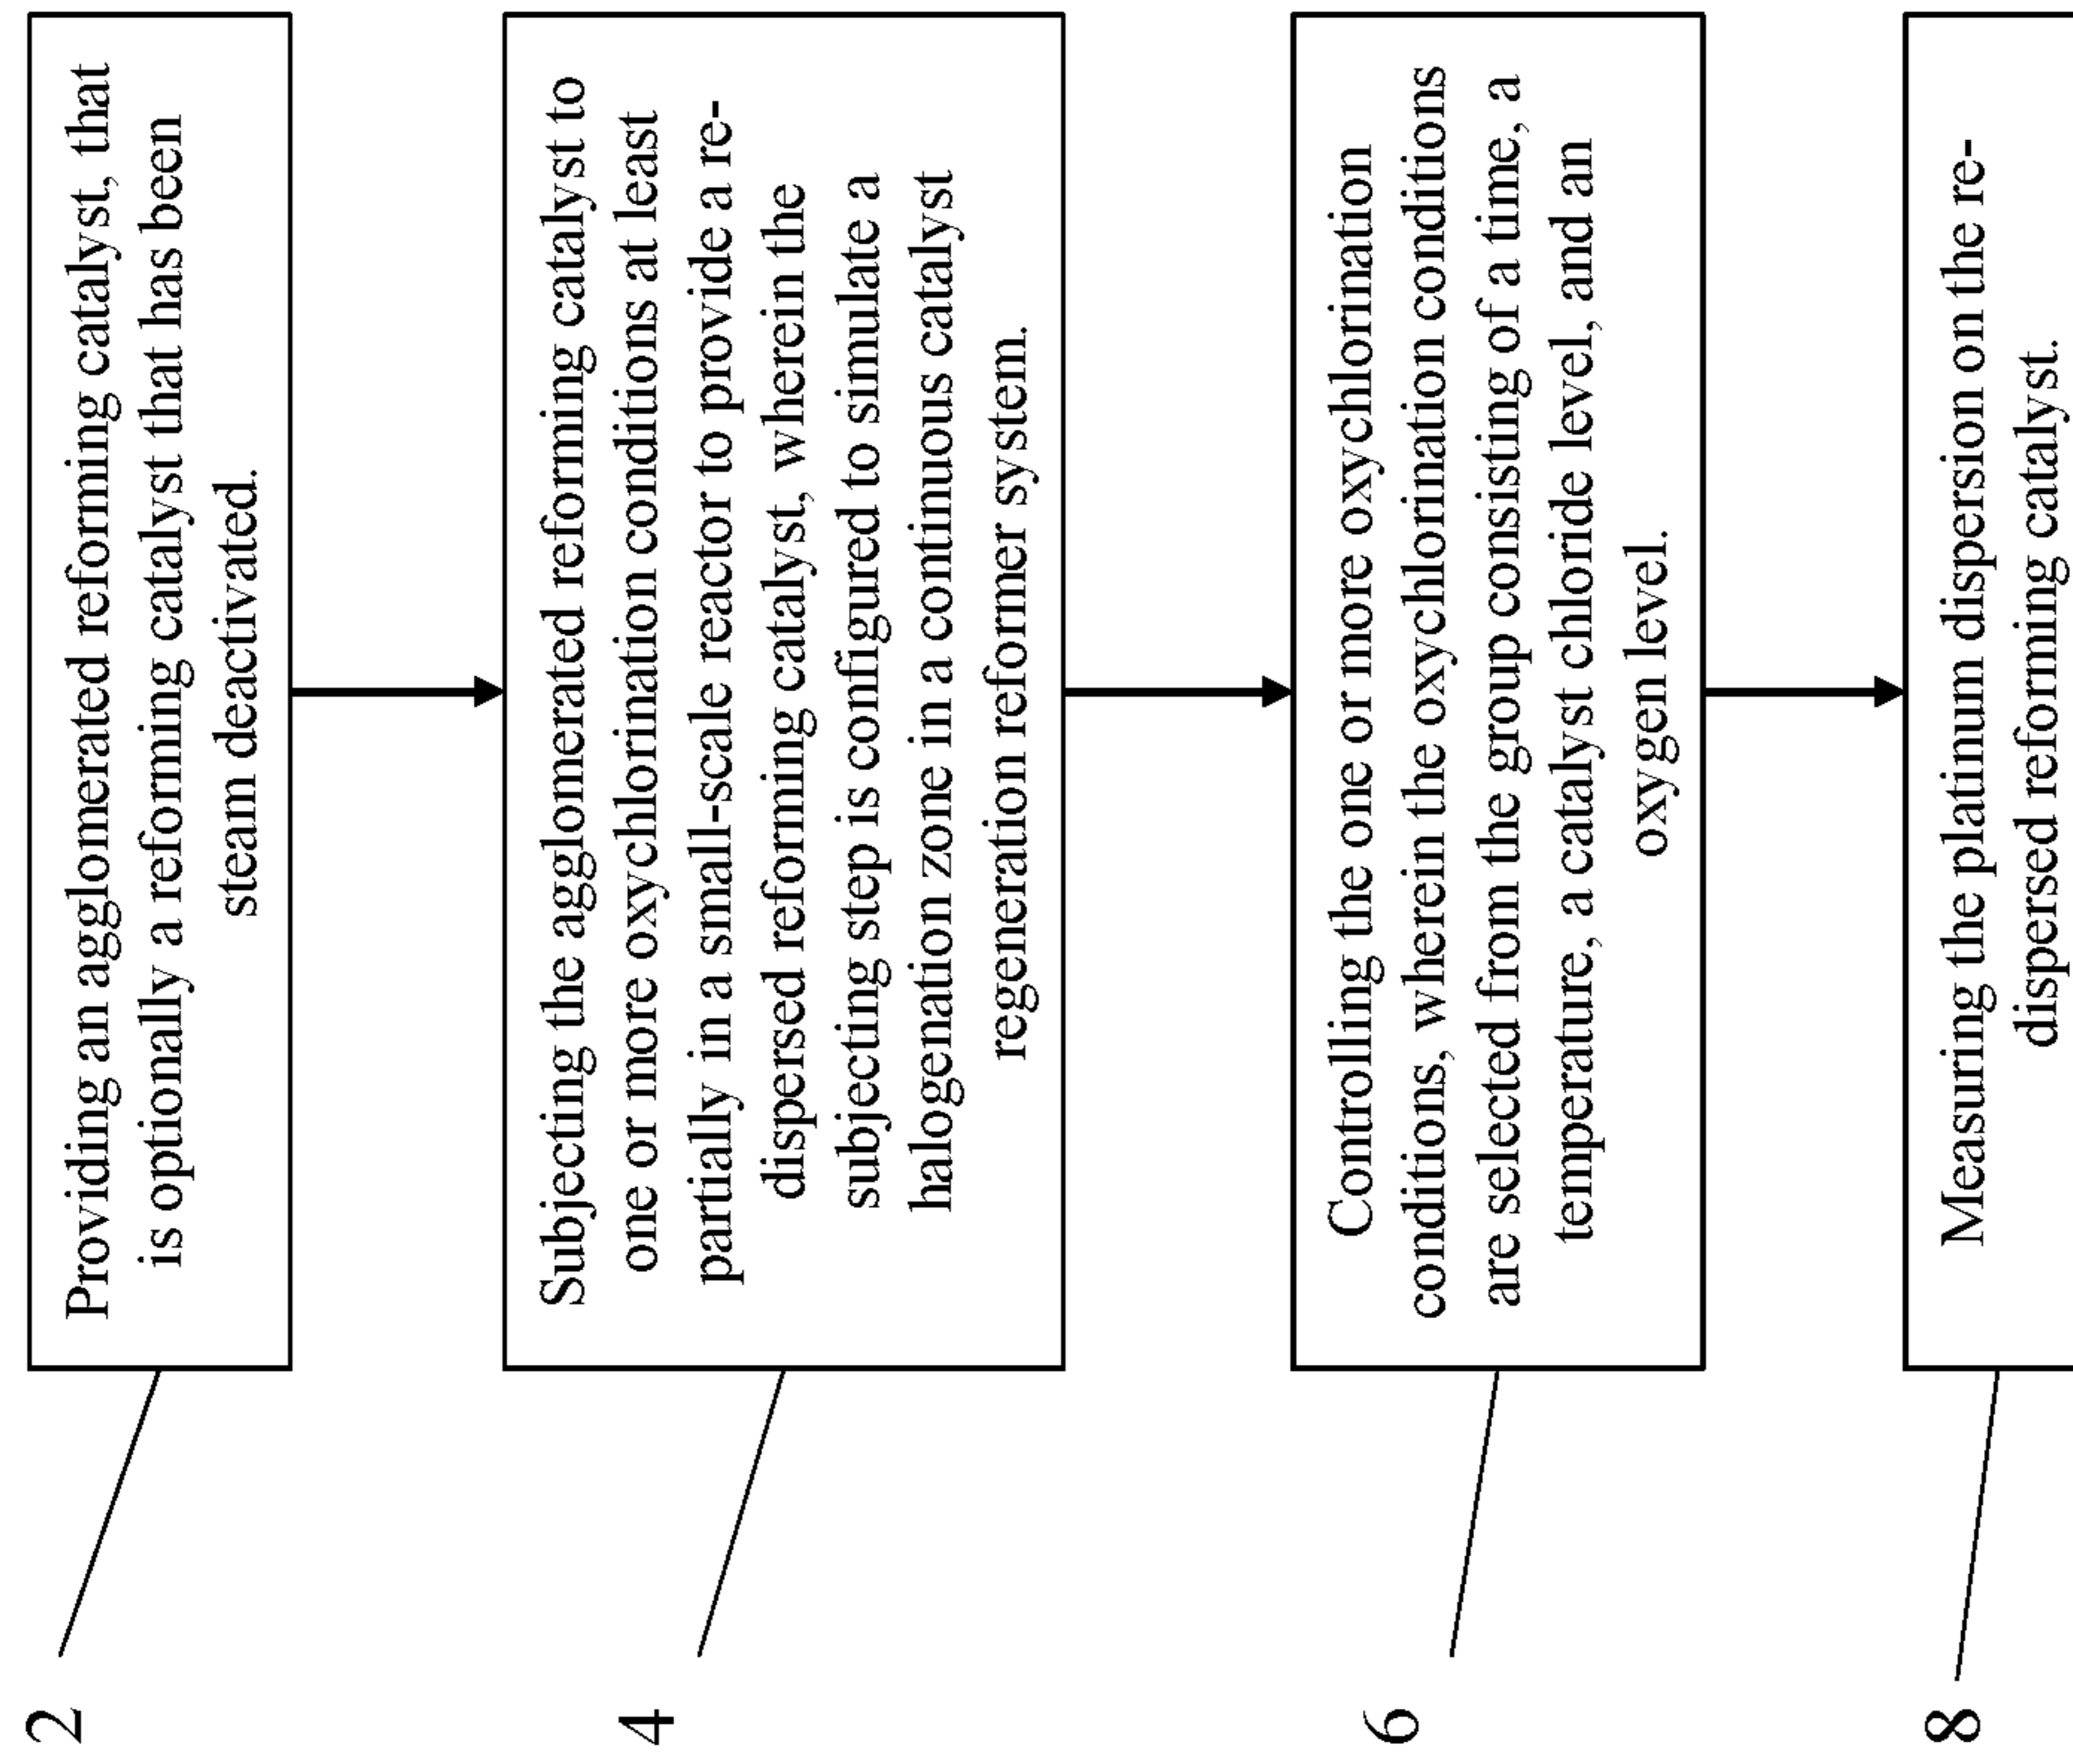 2
Providing an agglomerated reforming catalyst, that
is optionally a reforming catalyst that has been
steam deactivated.
4
Subjecting the agglomerated reforming catalyst to
one or more oxychlorination conditions at least
partially in a small-scale reactor to provide a re-
dispersed reforming catalyst, wherein the
subjecting step is configured to simulate a
halogenation zone in a continuous catalyst
regeneration reformer system.
6
Controlling the one or more oxychlorination
conditions, wherein the oxychlorination conditions
are selected from the group consisting of a time, a
temperature, a catalyst chloride level, and an
oxygen level.
8
Measuring the platinum dispersion on the re-
dispersed reforming catalyst.